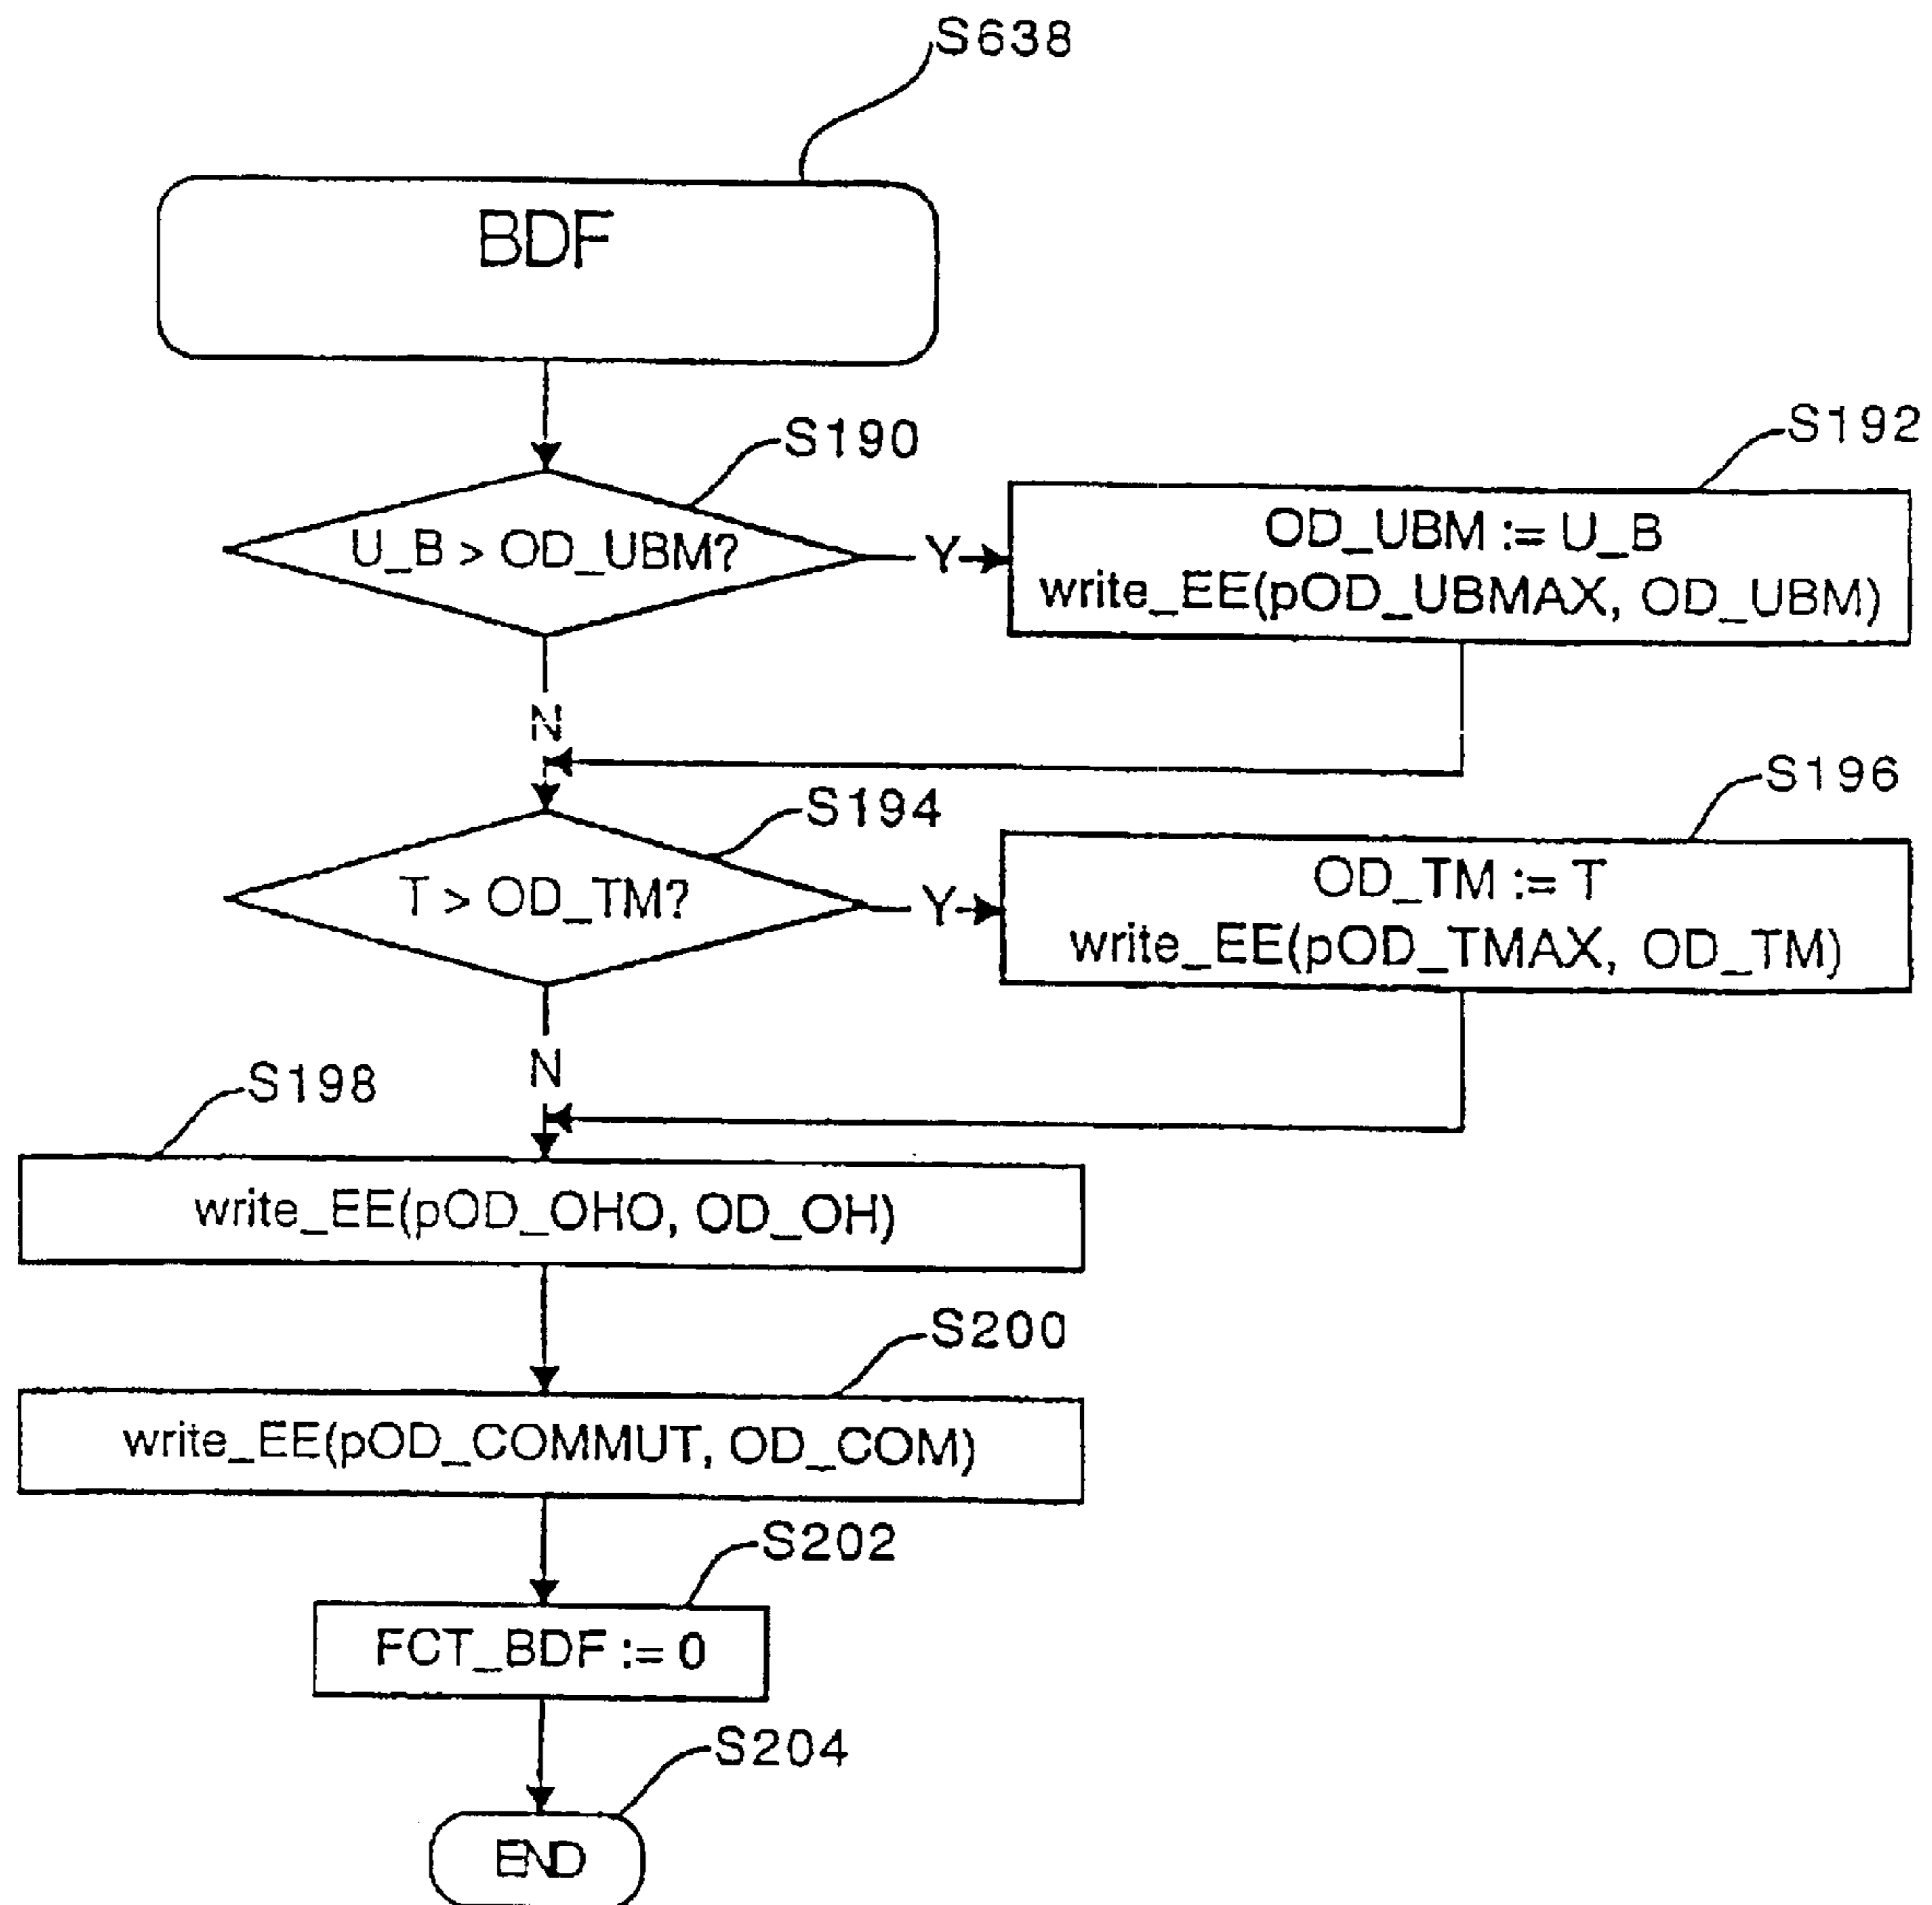 S638
BDF
S190
S192
U_B > OD_UBM?
Y
OD_UBM := U_B
write_EE(pOD_UBMAX, OD_UBM)
N
S194
S196
T > OD_TM?
Y
OD_TM := T
write_EE(pOD_TMAX, OD_TM)
N
S198
write_EE(pOD_OHO, OD_OH)
S200
write_EE(pOD_COMMUT, OD_COM)
S202
FCT_BDF := 0
S204
END